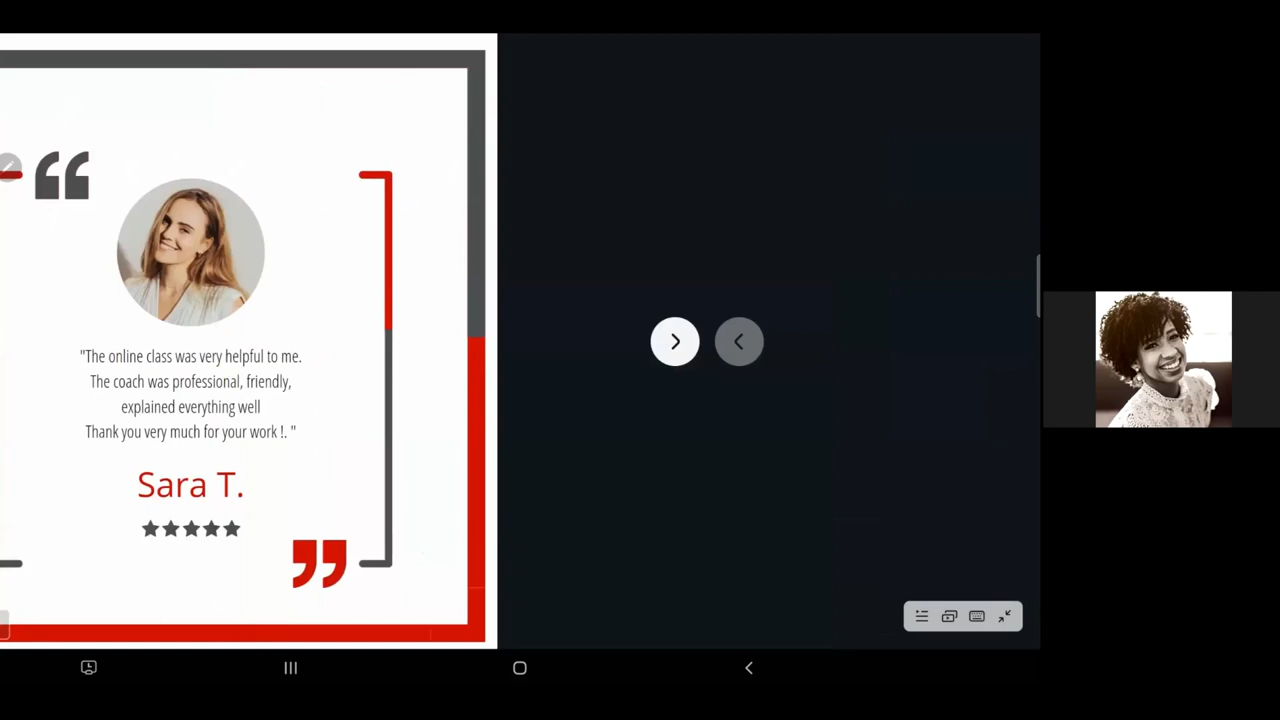 "The online class was very helpful to me.
The coach was professional, friendly,
explained everything well
Thank you very much for your work !. "
Sara T.